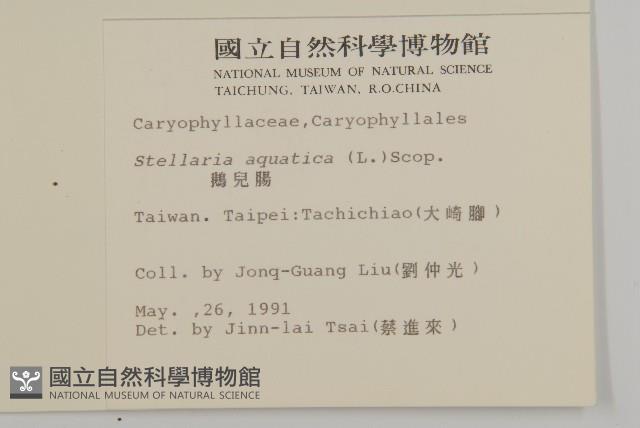 國立自然科學博物館
NATIONAL MUSEUM OF NATURAL SCIENCE
TAICHUNG, TAIWAN, R.O.CHINA
Caryophyllaceae,Caryophyllales
Stellaria aquatica (L.)Scop.
鵝兒腸
Taiwan. Taipei:Tachichiao(大崎腳)
Coll. by Jonq-Guang Liu(劉仲光)
May. ,26, 1991
Det. by Jinn-lai Tsai(蔡進來)
國立自然科學博物館
NATIONAL MUSEUM OF NATURAL SCIENCE